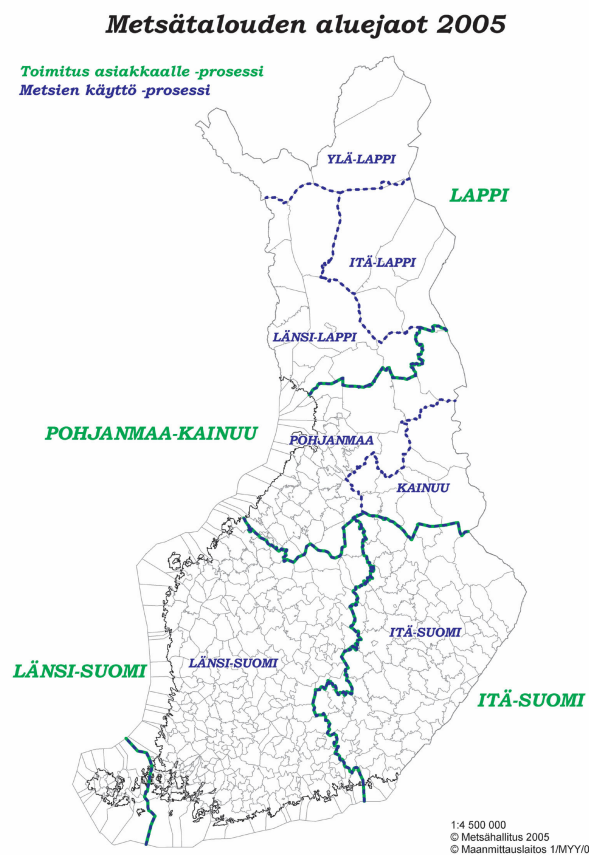 Metsätalouden aluejaot 2005
Toimitus asiakkaalle -prosessi
Metsien käyttö -prosessi
YLÄ-LAPPI
LAPPI
ITÄ-LAPPI
LÄNSI-LAPPI
POHJANMAA-KAINUU
POHJANMAA
KAINUU
ITÄ-SUOMI
LÄNSI-SUOMI
LÄNSI-SUOMI
ITÄ-SUOMI
1:4 500 000
© Metsähallitus 2005
© Maanmittauslaitos 1/MYY/0